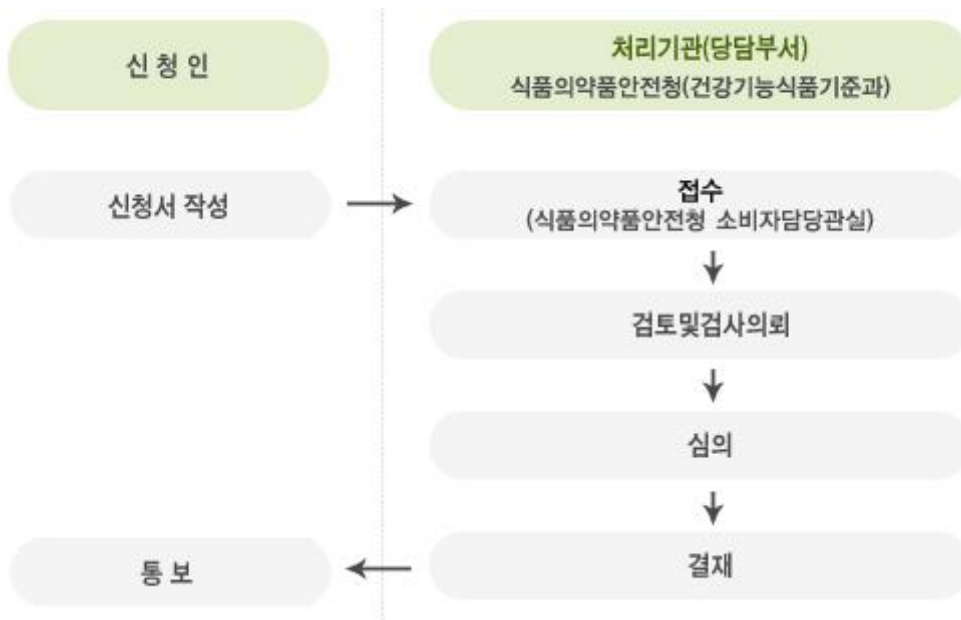 신 청 인
처리기관(담당부서)
식품의약품안전청(건강기능식품기준과)
신청서 작성
접수
(식품의약품안전청 소비자담당관실)
검토및검사의뢰
심의
결재
통 보